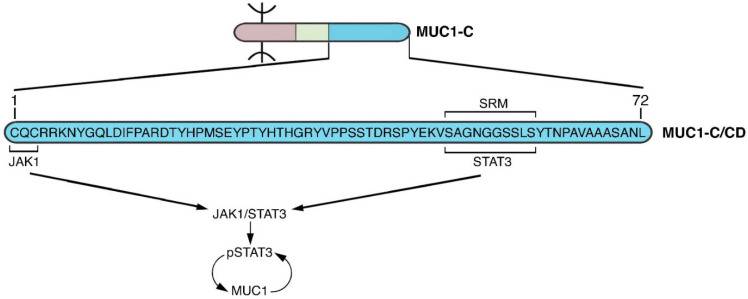 MUC1-C
1
72
SRM
CQCRRKNYGQLDIFPARDTYHPMSEYPTYHTHGRYVPPSSTDRSPYEKVSAGNGGSSLSYTNPAVAAASANL
MUC1-C/CD
JAK1
STAT3
JAK1/STAT3
pSTAT3
MUC1